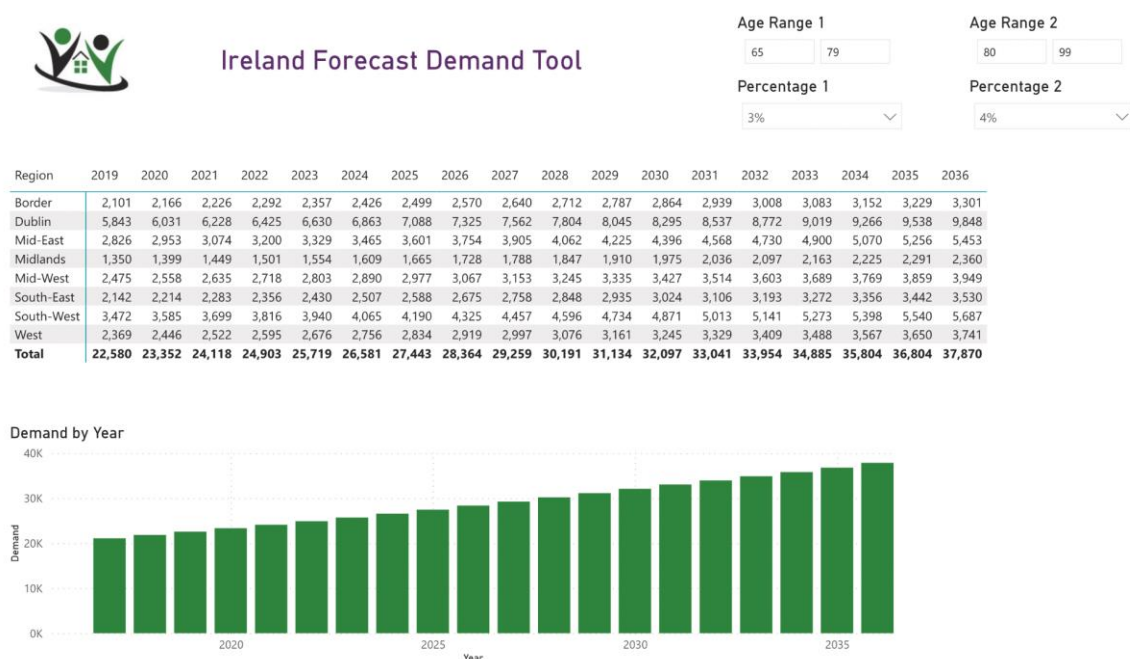 Ireland Forecast Demand Tool
Age Range 1
65 79
Percentage 1
3%
Age Range 2
80 99
Percentage 2
4%
Region 2019 2020 2021 2022 2023 2024 2025 2026 2027 2028 2029 2030 2031 2032 2033 2034 2035 2036
Border 2,101 2,166 2,226 2,292 2,357 2,426 2,499 2,570 2,640 2,712 2,787 2,864 2,939 3,008 3,083 3,152 3,229 3,301
Dublin 5,843 6,031 6,228 6,425 6,630 6,863 7,088 7,325 7,562 7,804 8,045 8,295 8,537 8,772 9,019 9,266 9,538 9,848
Mid-East 2,826 2,953 3,074 3,200 3,329 3,465 3,601 3,754 3,905 4,062 4,225 4,396 4,568 4,730 4,900 5,070 5,256 5,453
Midlands 1,350 1,399 1,449 1,501 1,554 1,609 1,665 1,728 1,788 1,847 1,910 1,975 2,036 2,097 2,163 2,225 2,291 2,360
Mid-West 2,475 2,558 2,635 2,718 2,803 2,890 2,977 3,067 3,153 3,245 3,335 3,427 3,514 3,603 3,689 3,769 3,859 3,949
South-East 2,142 2,214 2,283 2,356 2,430 2,507 2,588 2,675 2,758 2,848 2,935 3,024 3,106 3,193 3,272 3,356 3,442 3,530
South-West 3,472 3,585 3,699 3,816 3,940 4,065 4,190 4,325 4,457 4,596 4,734 4,871 5,013 5,141 5,273 5,398 5,540 5,687
West 2,369 2,446 2,522 2,595 2,676 2,756 2,834 2,919 2,997 3,076 3,161 3,245 3,329 3,409 3,488 3,567 3,650 3,741
Total 22,580 23,352 24,118 24,903 25,719 26,581 27,443 28,364 29,259 30,191 31,134 32,097 33,041 33,954 34,885 35,804 36,804 37,870
Demand by Year
40K
30K
20K
10K
0K
Demand
2020 2025 2030 2035
Year